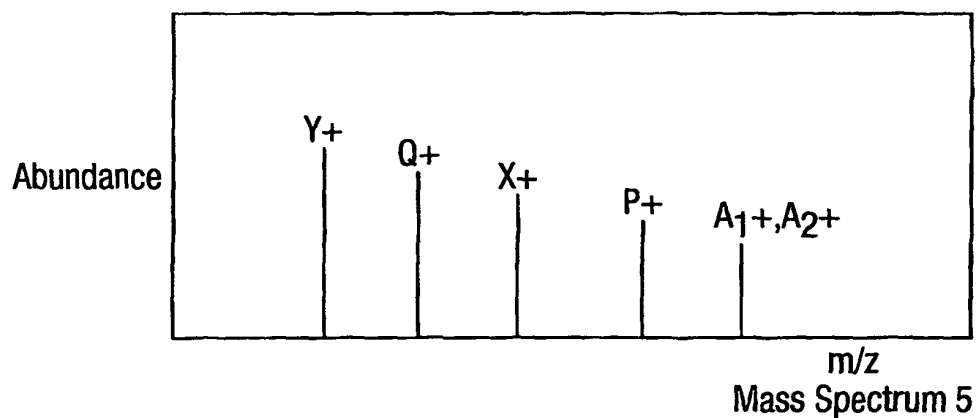 Y+
Q+
X+
P+
A1+,A2+
Abundance
m/z
Mass Spectrum 5